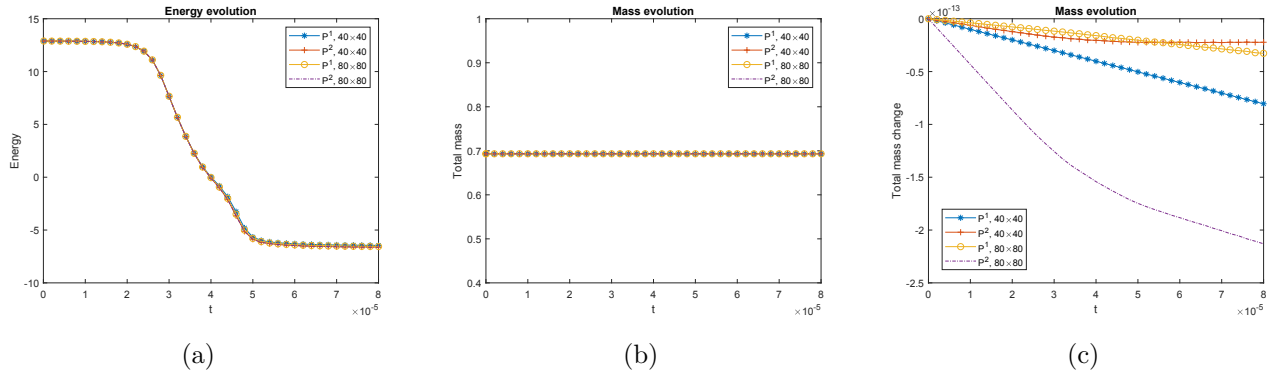 Energy evolution
15
10
5
0
-5
-10
0 1 2 3 4 5 6 7 8
×10⁻⁵
t
Energy
P¹, 40×40
P², 40×40
P¹, 80×80
P², 80×80
(a)
Mass evolution
1
0.9
0.8
0.7
0.6
0.5
0.4
0 1 2 3 4 5 6 7 8
×10⁻⁵
t
Total mass
P¹, 40×40
P², 40×40
P¹, 80×80
P², 80×80
(b)
×10⁻¹³
Mass evolution
0
-0.5
-1
-1.5
-2
-2.5
0 1 2 3 4 5 6 7 8
×10⁻⁵
t
Total mass change
P¹, 40×40
P², 40×40
P¹, 80×80
P², 80×80
(c)